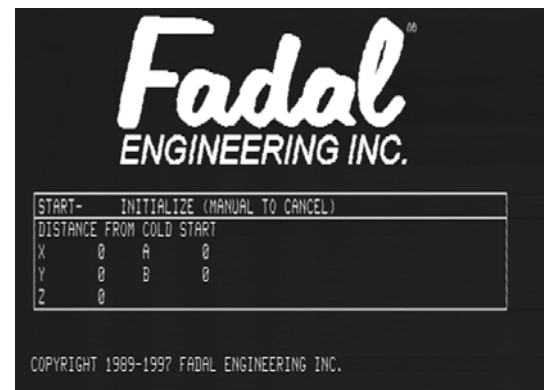 Fadal
ENGINEERING INC.
START- INITIALIZE (MANUAL TO CANCEL)
DISTANCE FROM COLD START
X 0 A 0
Y 0 B 0
Z 0
COPYRIGHT 1989-1997 FADAL ENGINEERING INC.